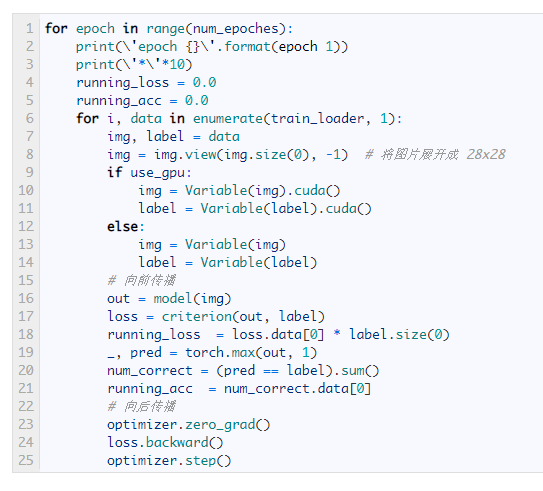 1 for epoch in range(num_epoches):
2     print(\'epoch {}\'.format(epoch 1))
3     print(\'*\'*10)
4     running_loss = 0.0
5     running_acc = 0.0
6     for i, data in enumerate(train_loader, 1):
7         img, label = data
8         img = img.view(img.size(0), -1)  # 将图片展开成 28x28
9         if use_gpu:
10             img = Variable(img).cuda()
11             label = Variable(label).cuda()
12         else:
13             img = Variable(img)
14             label = Variable(label)
15         # 向前传播
16         out = model(img)
17         loss = criterion(out, label)
18         running_loss  = loss.data[0] * label.size(0)
19         _, pred = torch.max(out, 1)
20         num_correct = (pred == label).sum()
21         running_acc  = num_correct.data[0]
22         # 向后传播
23         optimizer.zero_grad()
24         loss.backward()
25         optimizer.step()